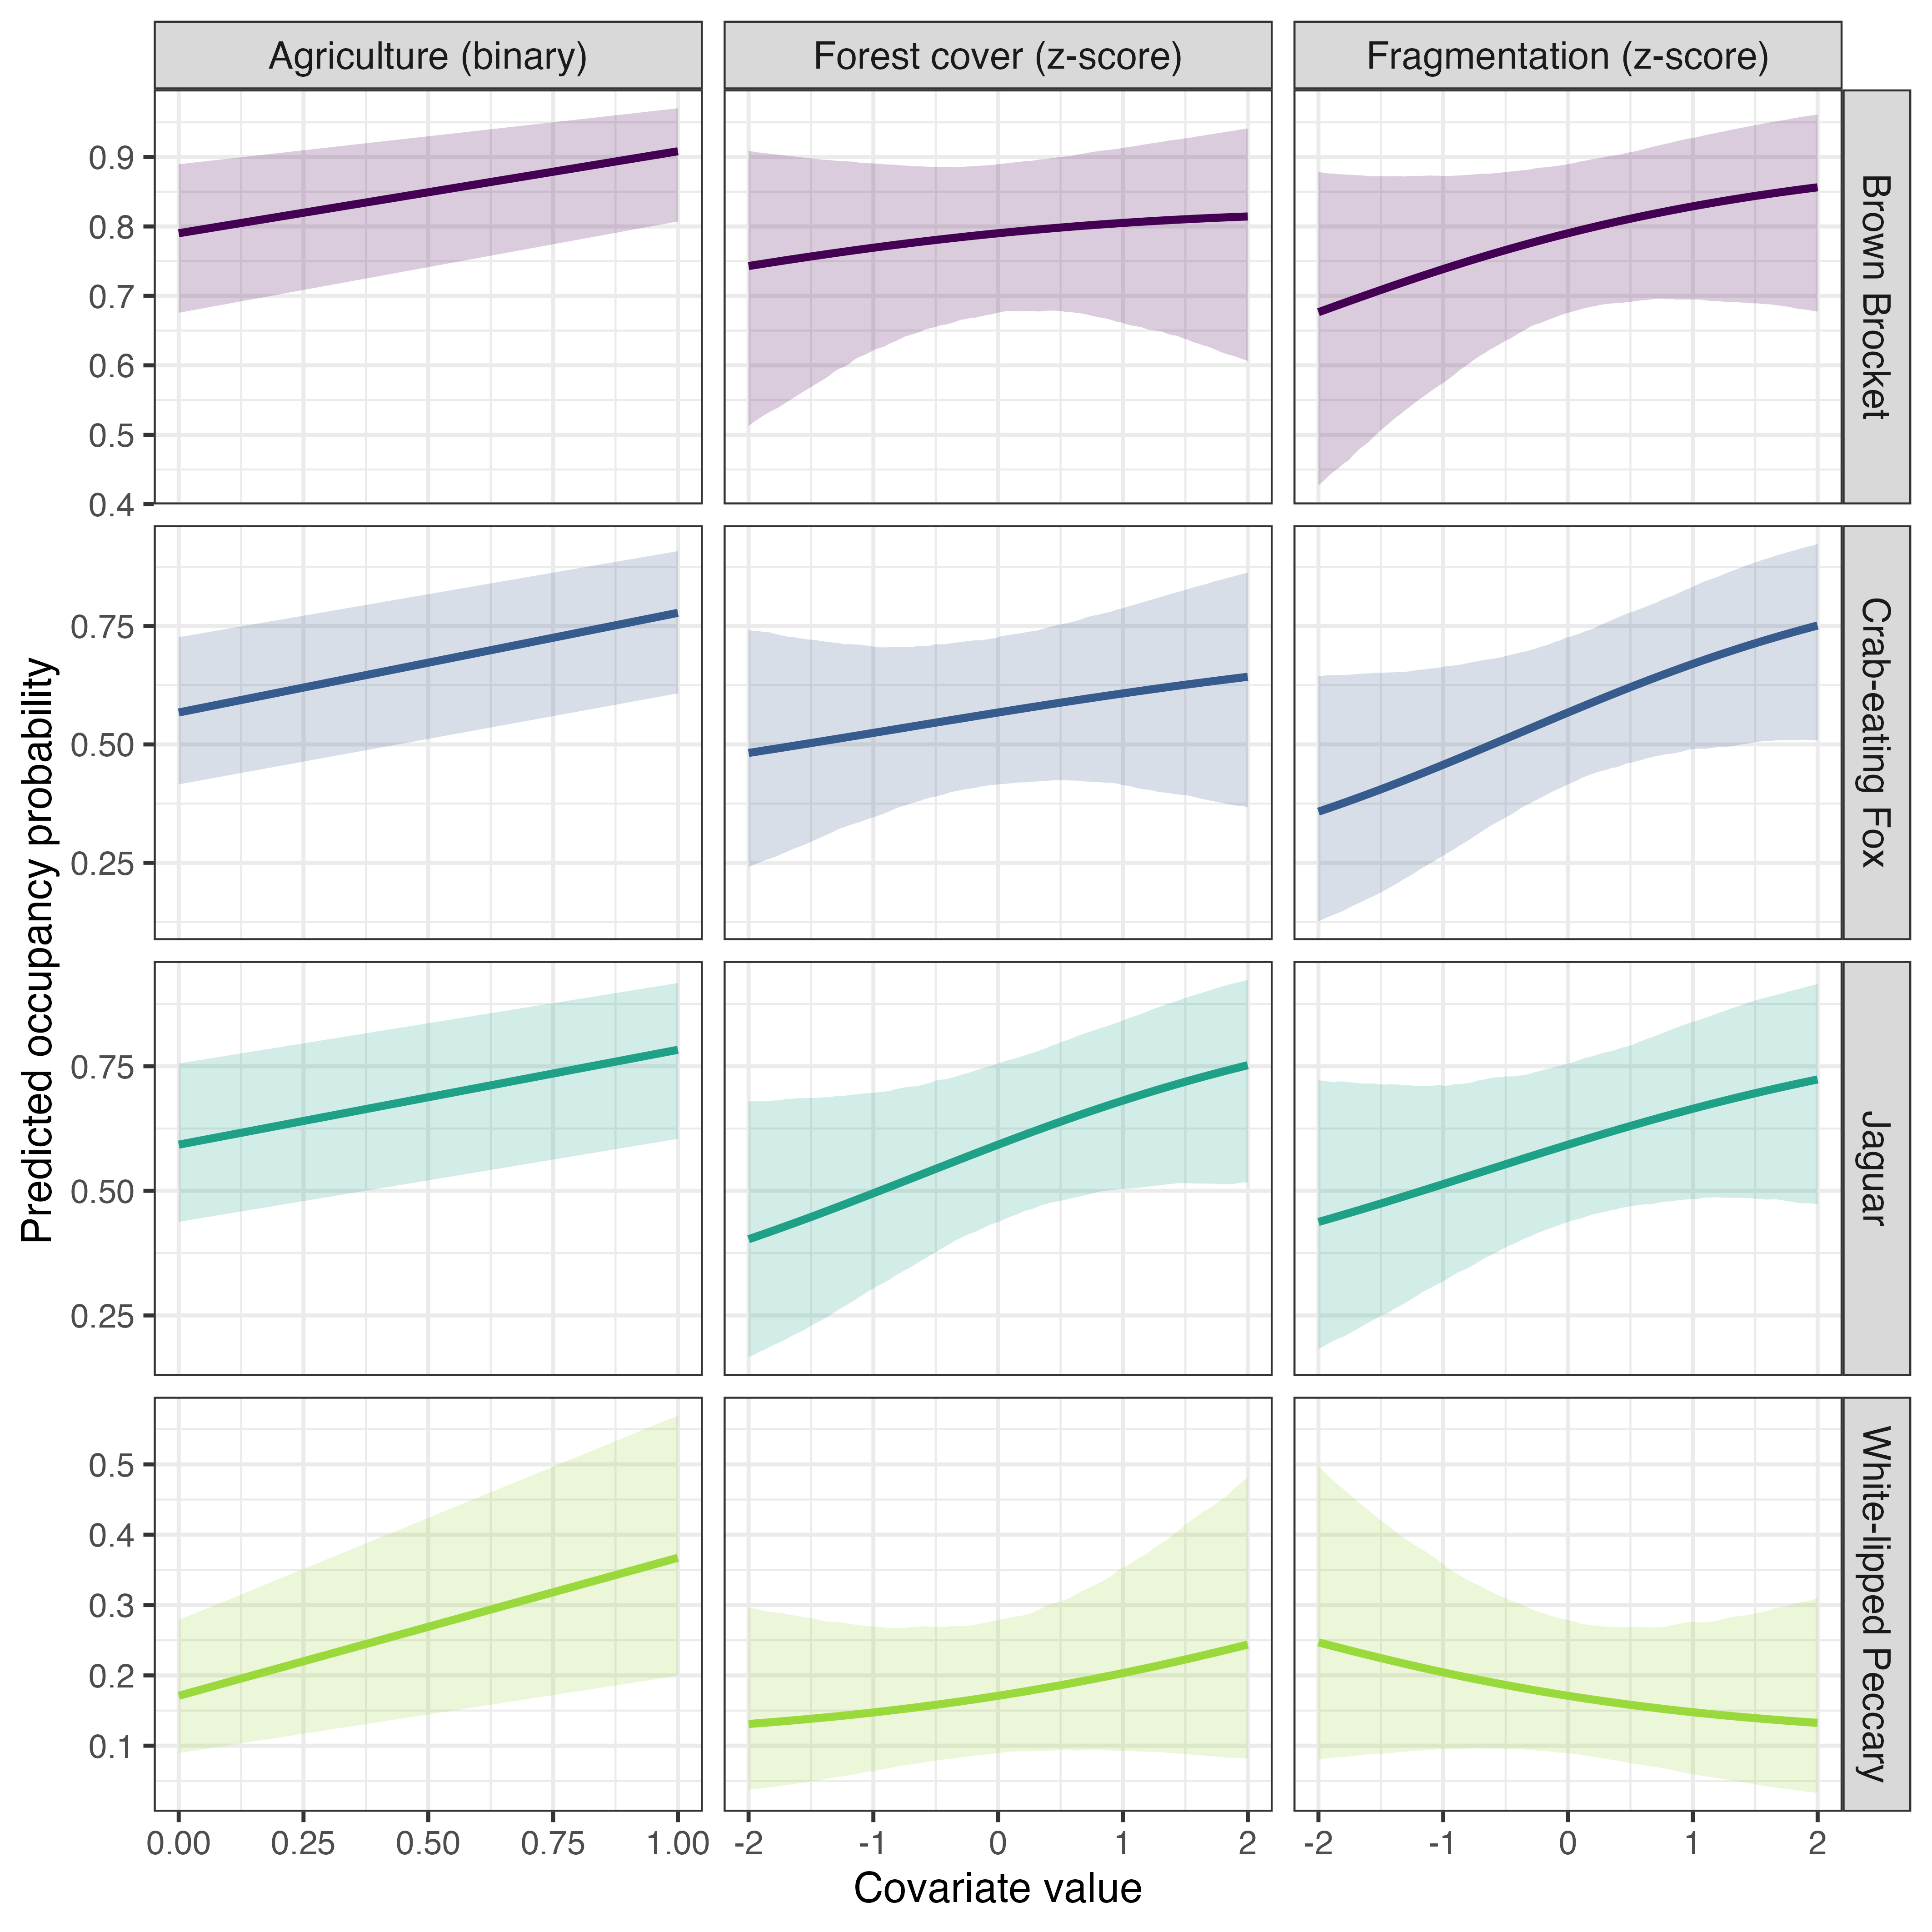 Agriculture (binary)
Forest cover (z-score)
Fragmentation (z-score)
Predicted occupancy probability
0.9
0.8
0.7
0.6
0.5
0.4
Brown Brocket
0.75
0.50
0.25
Crab-eating Fox
0.75
0.50
0.25
Jaguar
0.5
0.4
0.3
0.2
0.1
White-lipped Peccary
0.00 0.25 0.50 0.75 1.00
-2 -1 0 1 2
-2 -1 0 1 2
Covariate value